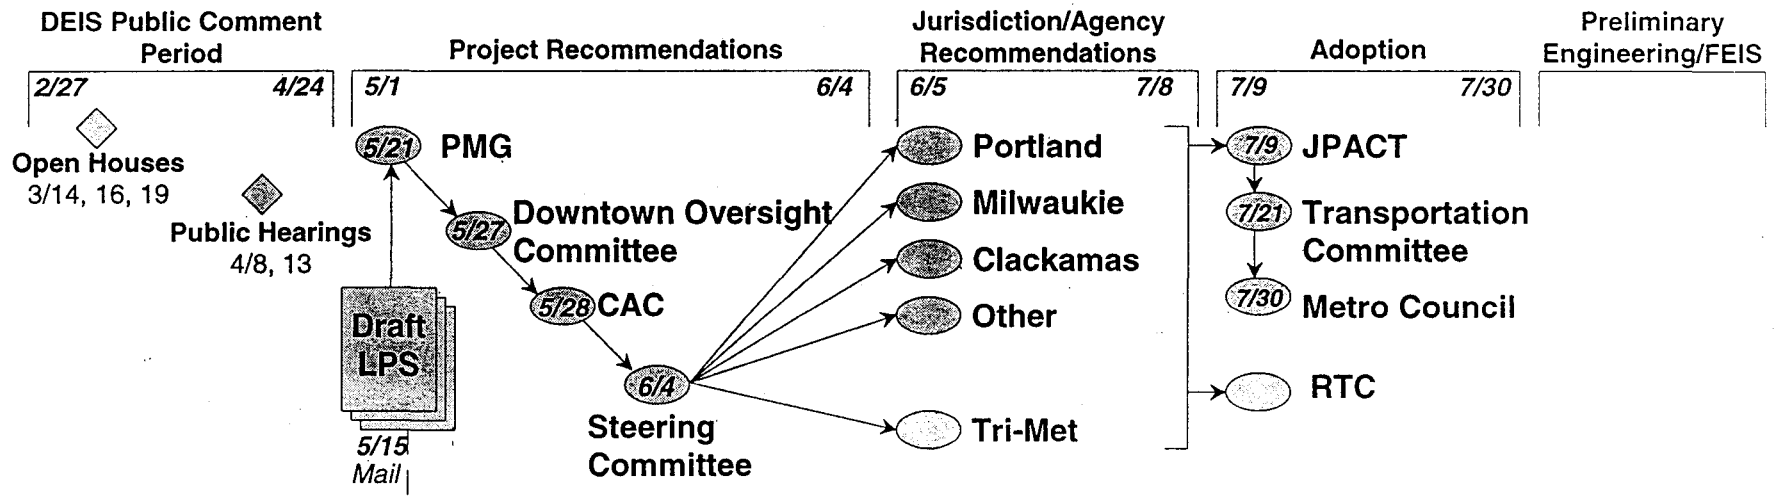 DEIS Public Comment
Period
2/27 4/24
Open Houses
3/14, 16, 19
Public Hearings
4/8, 13
Project Recommendations
5/1 6/4
5/21 PMG
5/27 Downtown Oversight
Committee
5/28 CAC
6/4
Steering
Committee
Draft
LPS
5/15
Mail
Jurisdiction/Agency
Recommendations
6/5 7/8
Portland
Milwaukie
Clackamas
Other
Tri-Met
Adoption
7/9 7/30
7/9 JPACT
7/21 Transportation
Committee
7/30 Metro Council
RTC
Preliminary
Engineering/FEIS